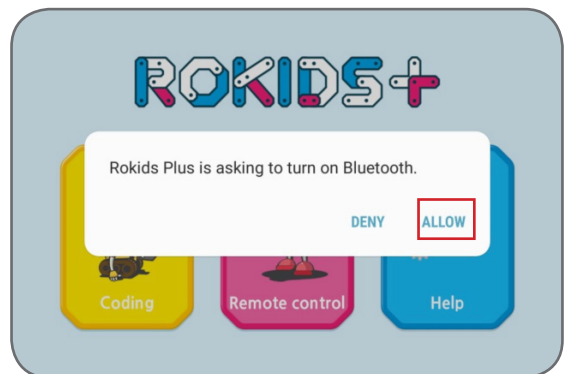 ROKIDS+
Rokids Plus is asking to turn on Bluetooth.
DENY ALLOW
Coding Remote control Help